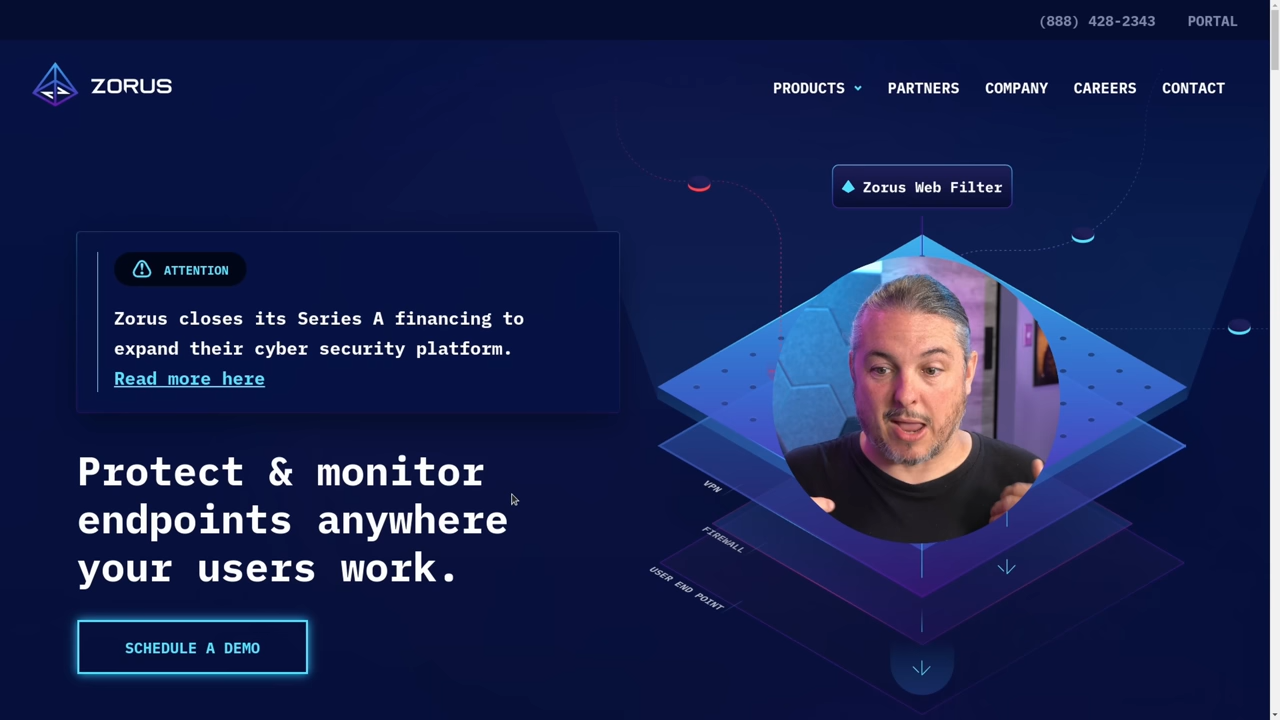 (888) 428-2343 PORTAL
ZORUS
PRODUCTS PARTNERS COMPANY CAREERS CONTACT
Zorus Web Filter
ATTENTION
Zorus closes its Series A financing to
expand their cyber security platform.
Read more here
Protect & monitor
endpoints anywhere
your users work.
SCHEDULE A DEMO
VPN
FIREWALL
USER END POINT